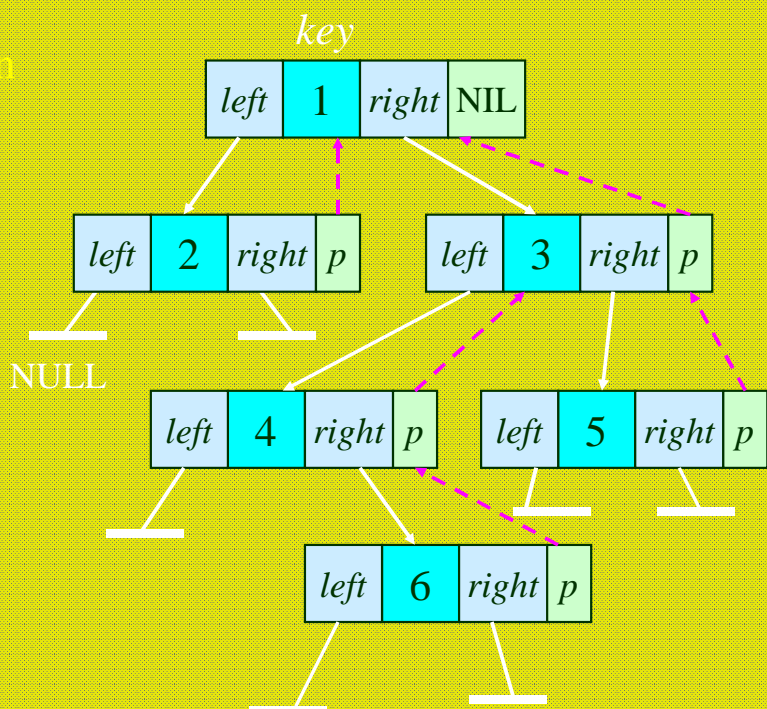 key
n
left 1 right NIL
left 2 right p
left 3 right p
NULL
left 4 right p
left 5 right p
left 6 right p